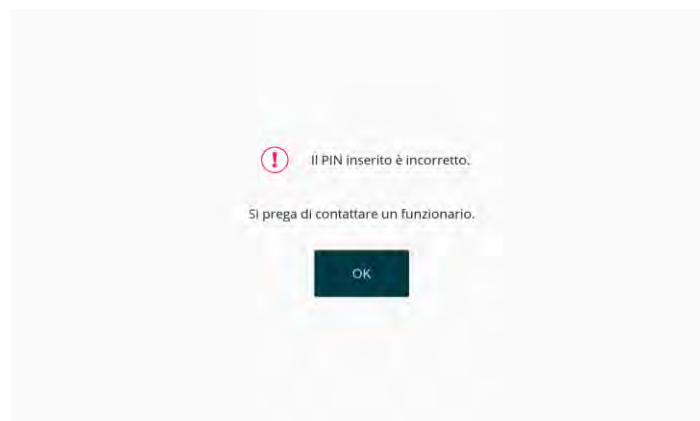 Il PIN inserito è incorretto.
Si prega di contattare un funzionario.
OK